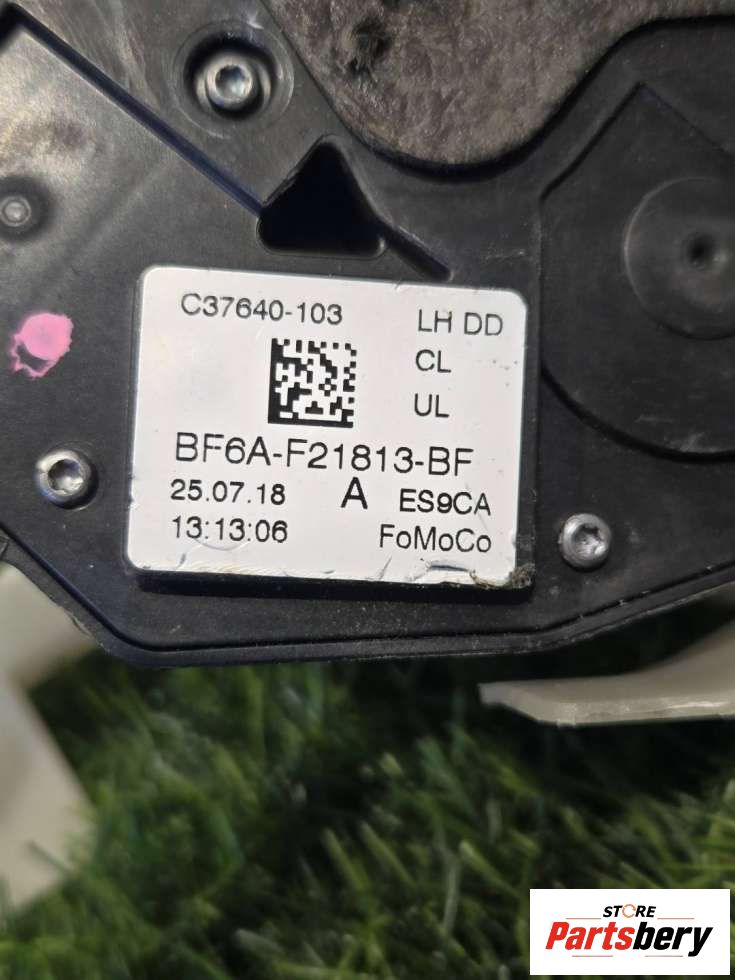 C37640-103 LH DD
CL
UL
BF6A-F21813-BF
25.07.18 A ES9CA
13:13:06 FoMoCo
STORE
Partsbery